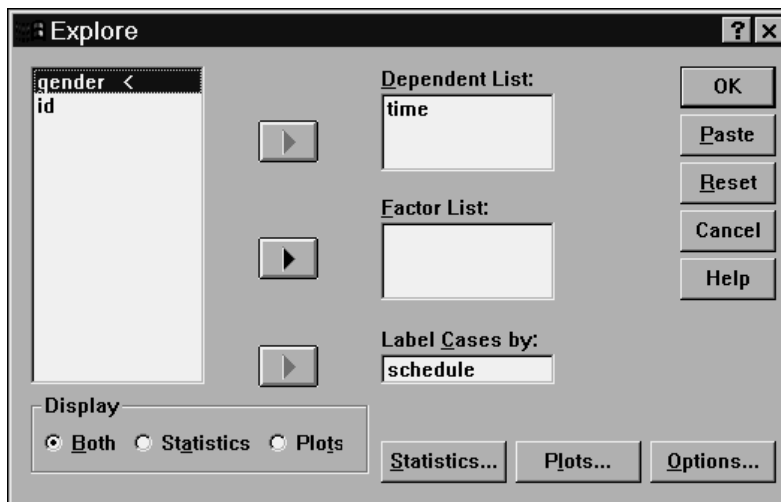 Explore
? ×
gender <
id
Dependent List:
time
Factor List:
Label Cases by:
schedule
OK
Paste
Reset
Cancel
Help
Display
Both Statistics Plots
Statistics... Plots... Options...